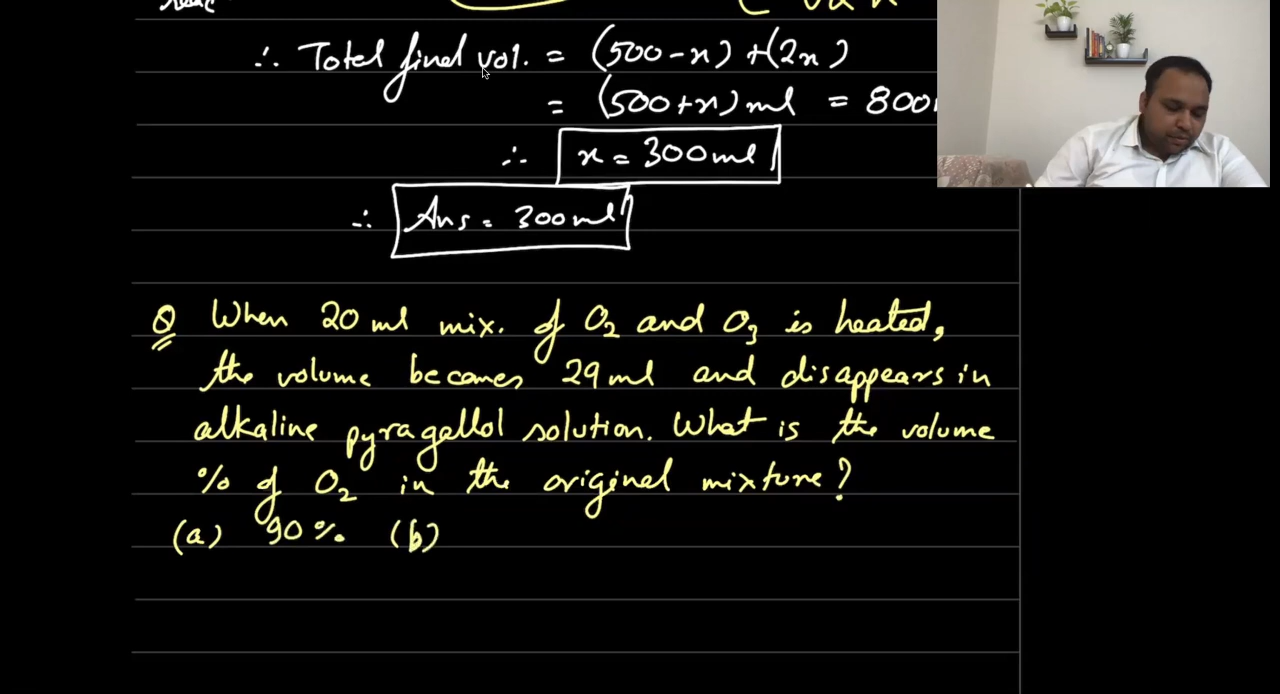 ∴ Total final vol. = (500-x) + (2x)
= (500+x) ml = 800
∴ x = 300 ml
∴ Ans = 300 ml
Q When 20 ml mix. of O₂ and O₃ is heated,
the volume becomes 29 ml and disappears in
alkaline pyragallol solution. What is the volume
% of O₂ in the original mixture?
(a) 90% (b)